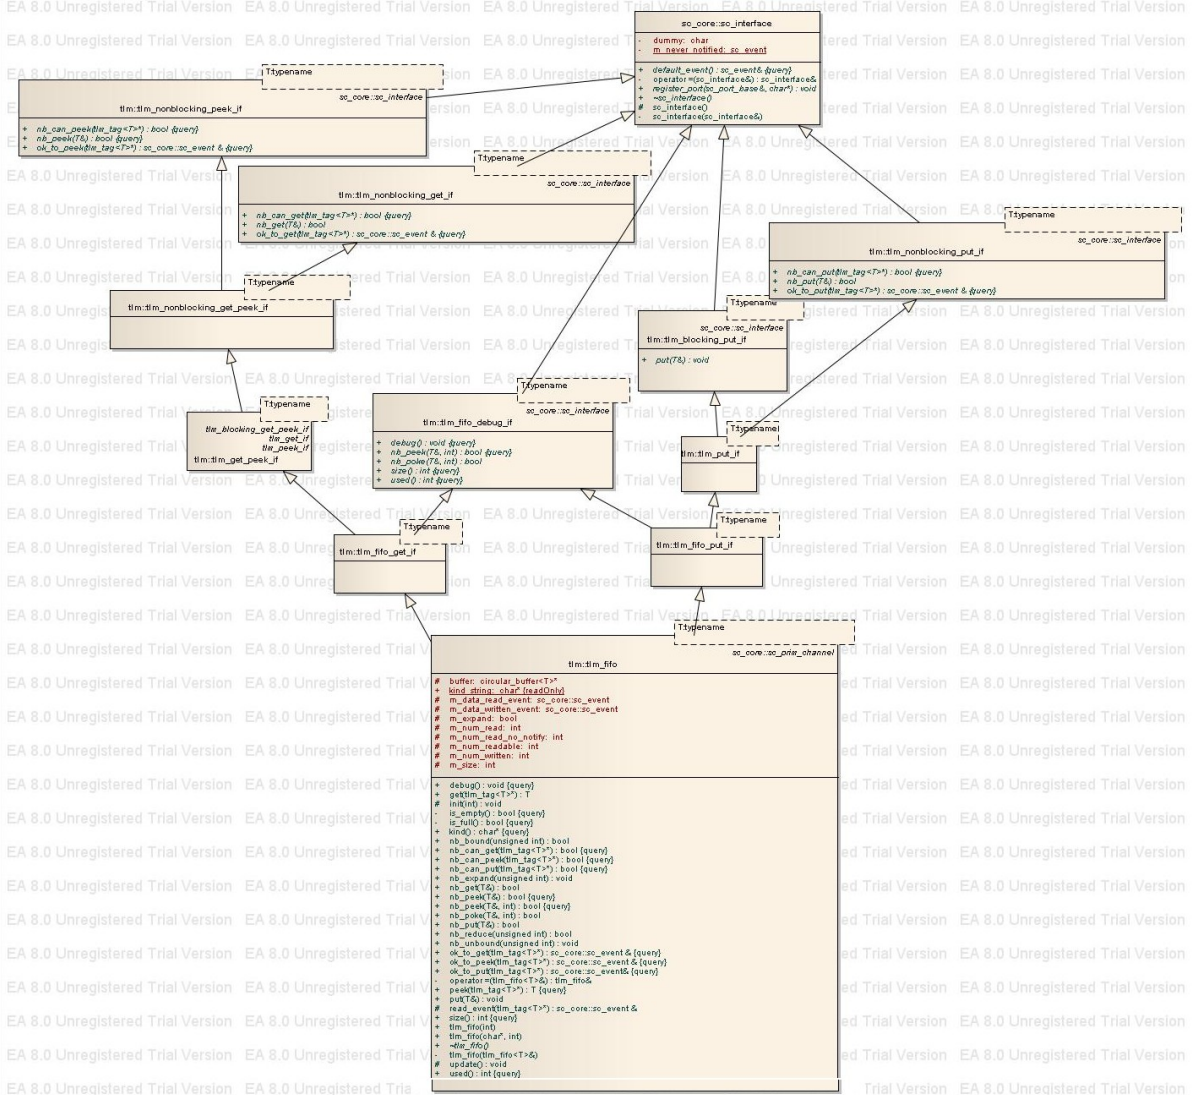 sc_core::sc_interface
- dummy: char
- m_never_notified: sc_event
+ default_event() : sc_event& {query}
- operator =(sc_interface&) : sc_interface&
+ register_port(sc_port_base&, char*) : void
+ ~sc_interface()
# sc_interface()
- sc_interface(sc_interface&)
T:typename
sc_core::sc_interface
tlm::tlm_nonblocking_peek_if
+ nb_can_peek(tlm_tag<T>*) : bool {query}
+ nb_peek(T&) : bool {query}
+ ok_to_peek(tlm_tag<T>*) : sc_core::sc_event & {query}
T:typename
sc_core::sc_interface
tlm::tlm_nonblocking_get_if
+ nb_can_get(tlm_tag<T>*) : bool {query}
+ nb_get(T&) : bool
+ ok_to_get(tlm_tag<T>*) : sc_core::sc_event & {query}
T:typename
sc_core::sc_interface
tlm::tlm_nonblocking_put_if
+ nb_can_put(tlm_tag<T>*) : bool {query}
+ nb_put(T&) : bool
+ ok_to_put(tlm_tag<T>*) : sc_core::sc_event & {query}
T:typename
tlm::tlm_nonblocking_get_peek_if
T:typename
sc_core::sc_interface
tlm::tlm_blocking_put_if
+ put(T&) : void
T:typename
tlm_blocking_get_peek_if
tlm_get_if
tlm_peek_if
tlm::tlm_get_peek_if
T:typename
sc_core::sc_interface
tlm::tlm_fifo_debug_if
+ debug() : void {query}
+ nb_peek(T&, int) : bool {query}
+ nb_poke(T&, int) : bool
+ size() : int {query}
+ used() : int {query}
T:typename
tlm::tlm_put_if
T:typename
tlm::tlm_fifo_get_if
T:typename
tlm::tlm_fifo_put_if
T:typename
sc_core::sc_prim_channel
tlm::tlm_fifo
# buffer: circular_buffer<T>*
+ kind_string: char* {readOnly}
# m_data_read_event: sc_core::sc_event
# m_data_written_event: sc_core::sc_event
# m_expand: bool
# m_num_read: int
# m_num_read_no_notify: int
# m_num_readable: int
# m_num_written: int
# m_size: int
+ debug() : void {query}
+ get(tlm_tag<T>*) : T
# init(int) : void
- is_empty() : bool {query}
- is_full() : bool {query}
+ kind() : char* {query}
+ nb_bound(unsigned int) : bool
+ nb_can_get(tlm_tag<T>*) : bool {query}
+ nb_can_peek(tlm_tag<T>*) : bool {query}
+ nb_can_put(tlm_tag<T>*) : bool {query}
+ nb_expand(unsigned int) : void
+ nb_get(T&) : bool
+ nb_peek(T&) : bool {query}
+ nb_peek(T&, int) : bool {query}
+ nb_poke(T&, int) : bool
+ nb_put(T&) : bool
+ nb_reduce(unsigned int) : bool
+ nb_unbound(unsigned int) : void
+ ok_to_get(tlm_tag<T>*) : sc_core::sc_event & {query}
+ ok_to_peek(tlm_tag<T>*) : sc_core::sc_event & {query}
+ ok_to_put(tlm_tag<T>*) : sc_core::sc_event& {query}
- operator =(tlm_fifo<T>&) : tlm_fifo&
+ peek(tlm_tag<T>*) : T {query}
+ put(T&) : void
# read_event(tlm_tag<T>*) : sc_core::sc_event &
+ size() : int {query}
+ tlm_fifo(int)
+ tlm_fifo(char*, int)
+ ~tlm_fifo()
- tlm_fifo(tlm_fifo<T>&)
# update() : void
+ used() : int {query}